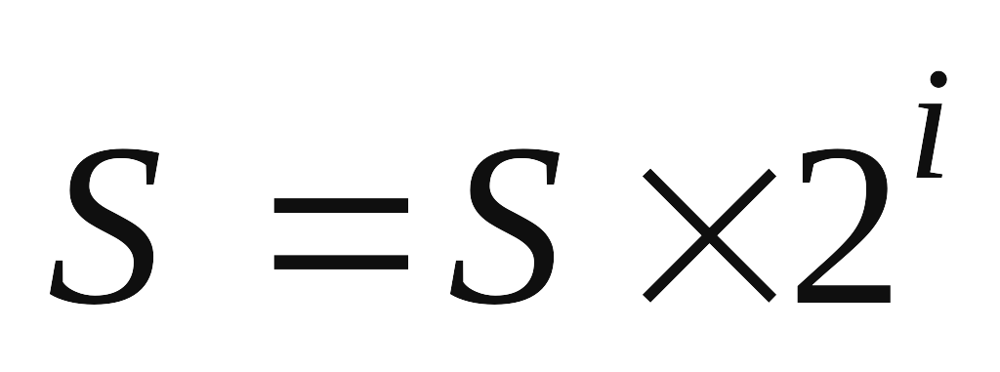 S = S × 2^i